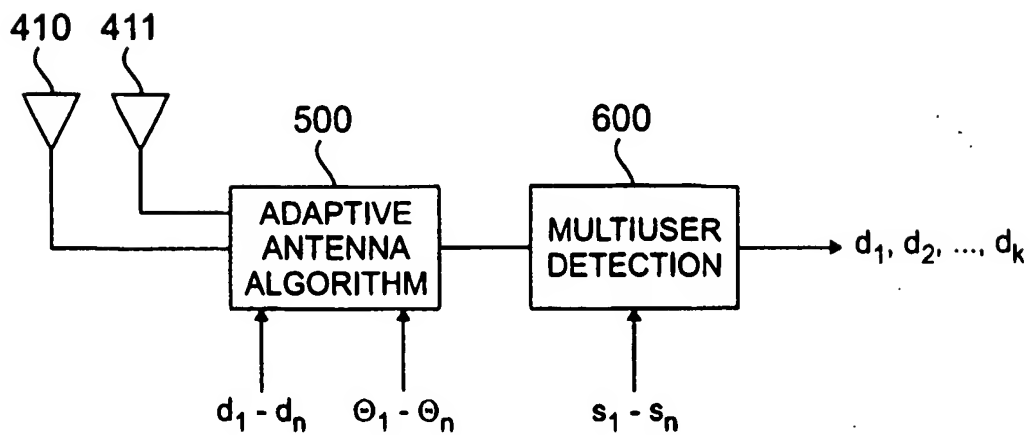 410 411
500
600
ADAPTIVE
ANTENNA
ALGORITHM
MULTIUSER
DETECTION
d₁, d₂, ..., dₖ
d₁ - dₙ
Θ₁ - Θₙ
s₁ - sₙ